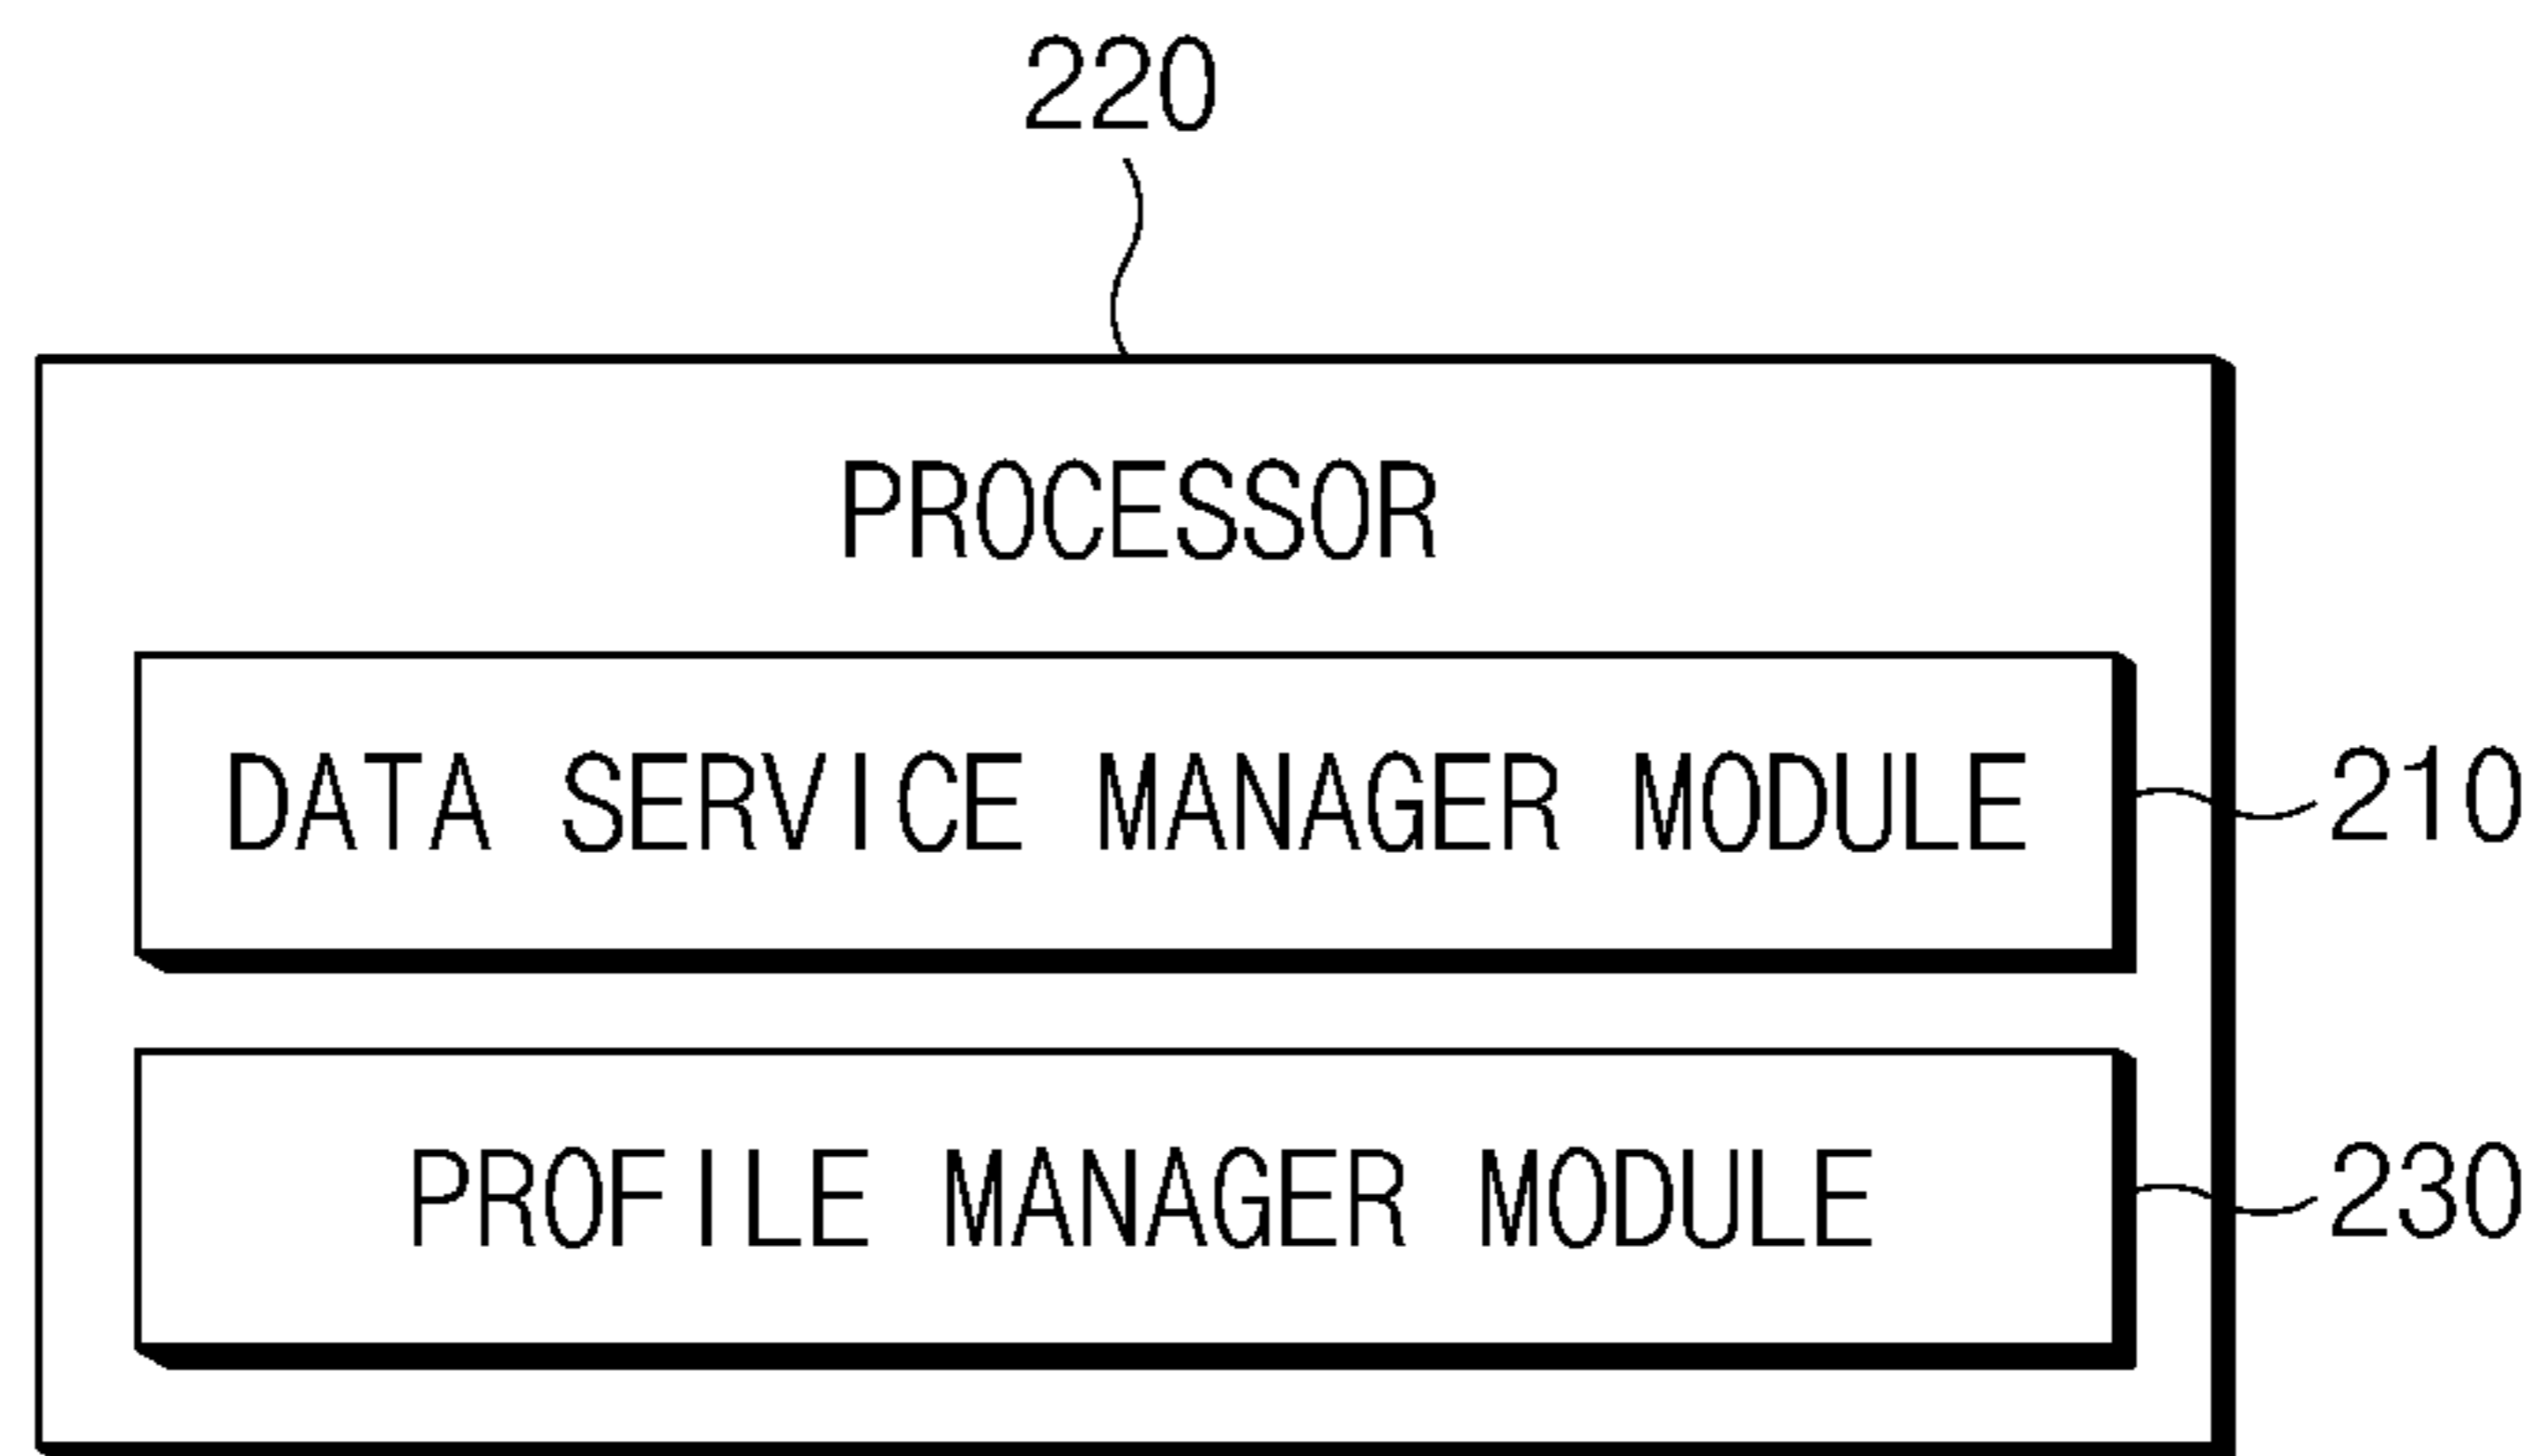 220
PROCESSOR
DATA SERVICE MANAGER MODULE
210
PROFILE MANAGER MODULE
230